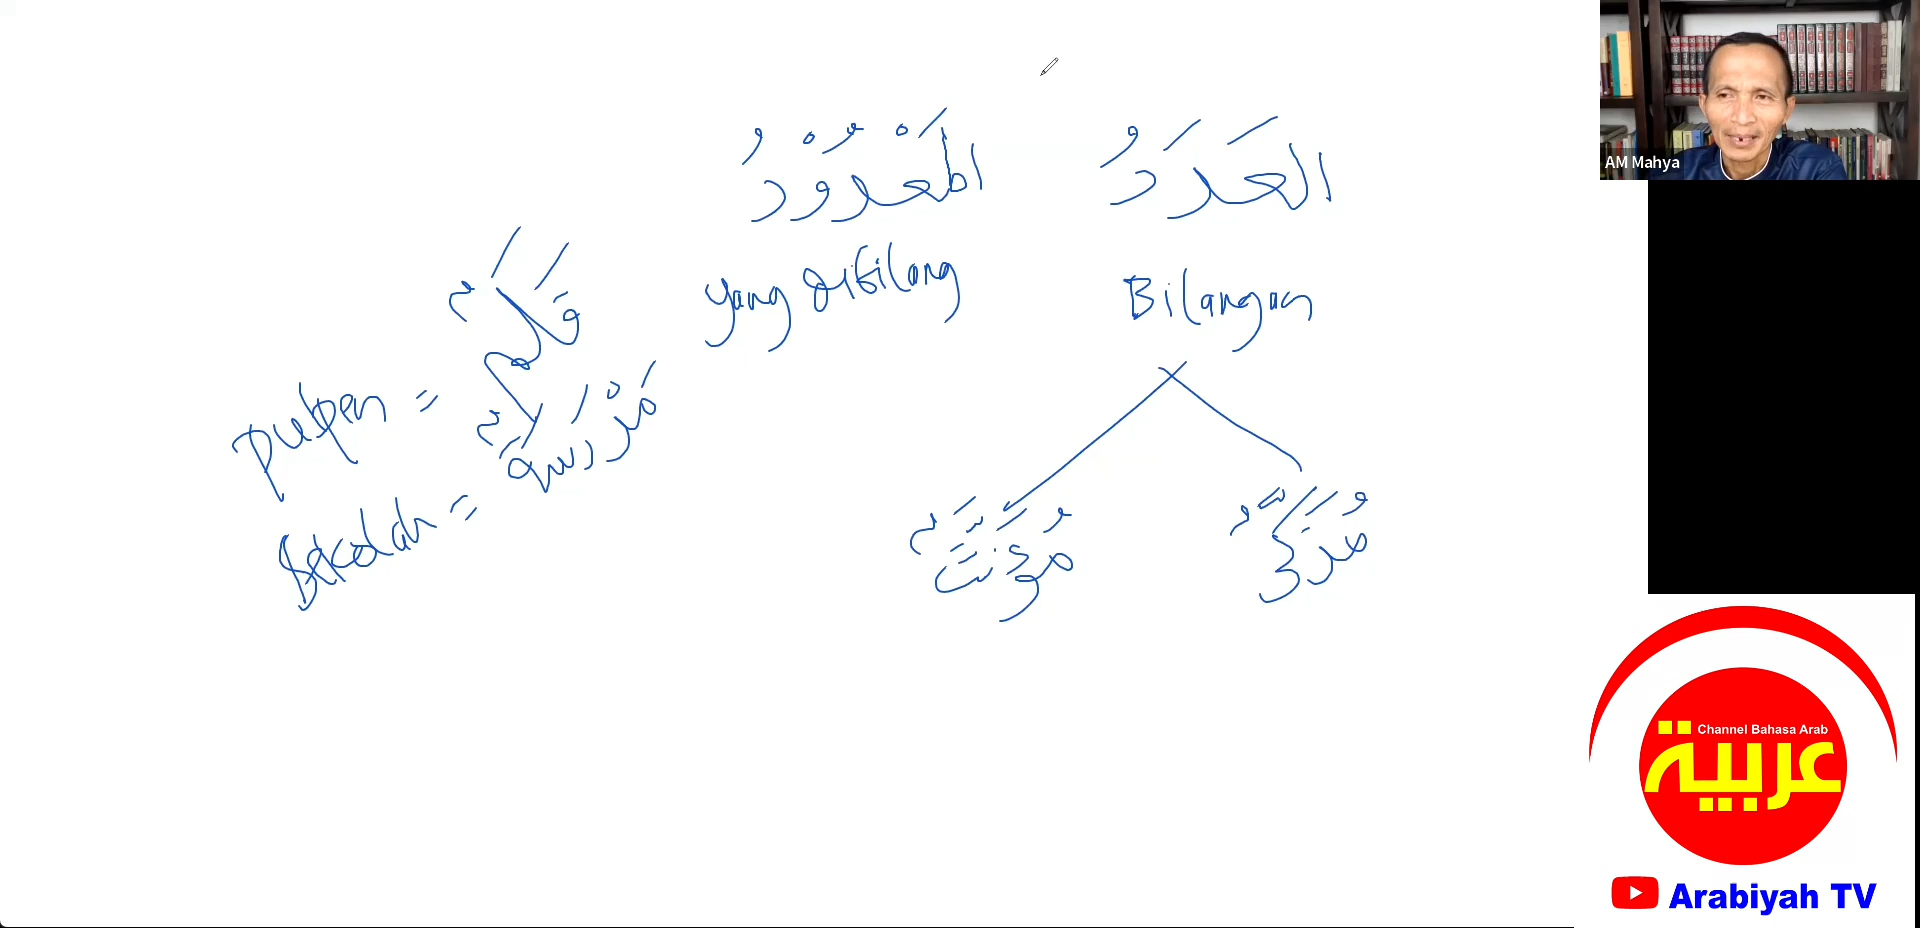 العَدَدُ
المَعْدُوْدُ
Bilangan
yang dibilang
مُذَكَّرٌ
مُؤَنَّثٌ
pulpen = قَلَمٌ
Sekolah = مَدْرَسَةٌ
AM Mahya
Channel Bahasa Arab
عربية
Arabiyah TV